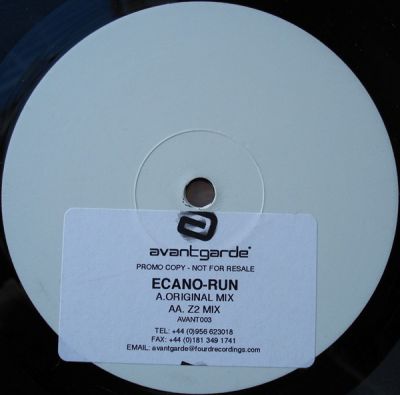 avantgarde®
PROMO COPY - NOT FOR RESALE
ECANO-RUN
A.ORIGINAL MIX
AA. Z2 MIX
AVANT003
TEL: +44 (0)956 623018
FAX: +44 (0)181 349 1741
EMAIL: avantgarde@fourdrecordings.com